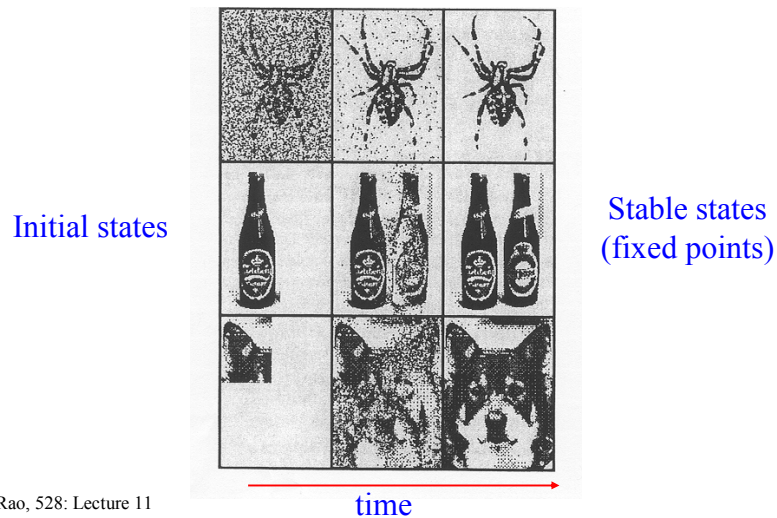 Initial states
Stable states
(fixed points)
Rao, 528: Lecture 11
time